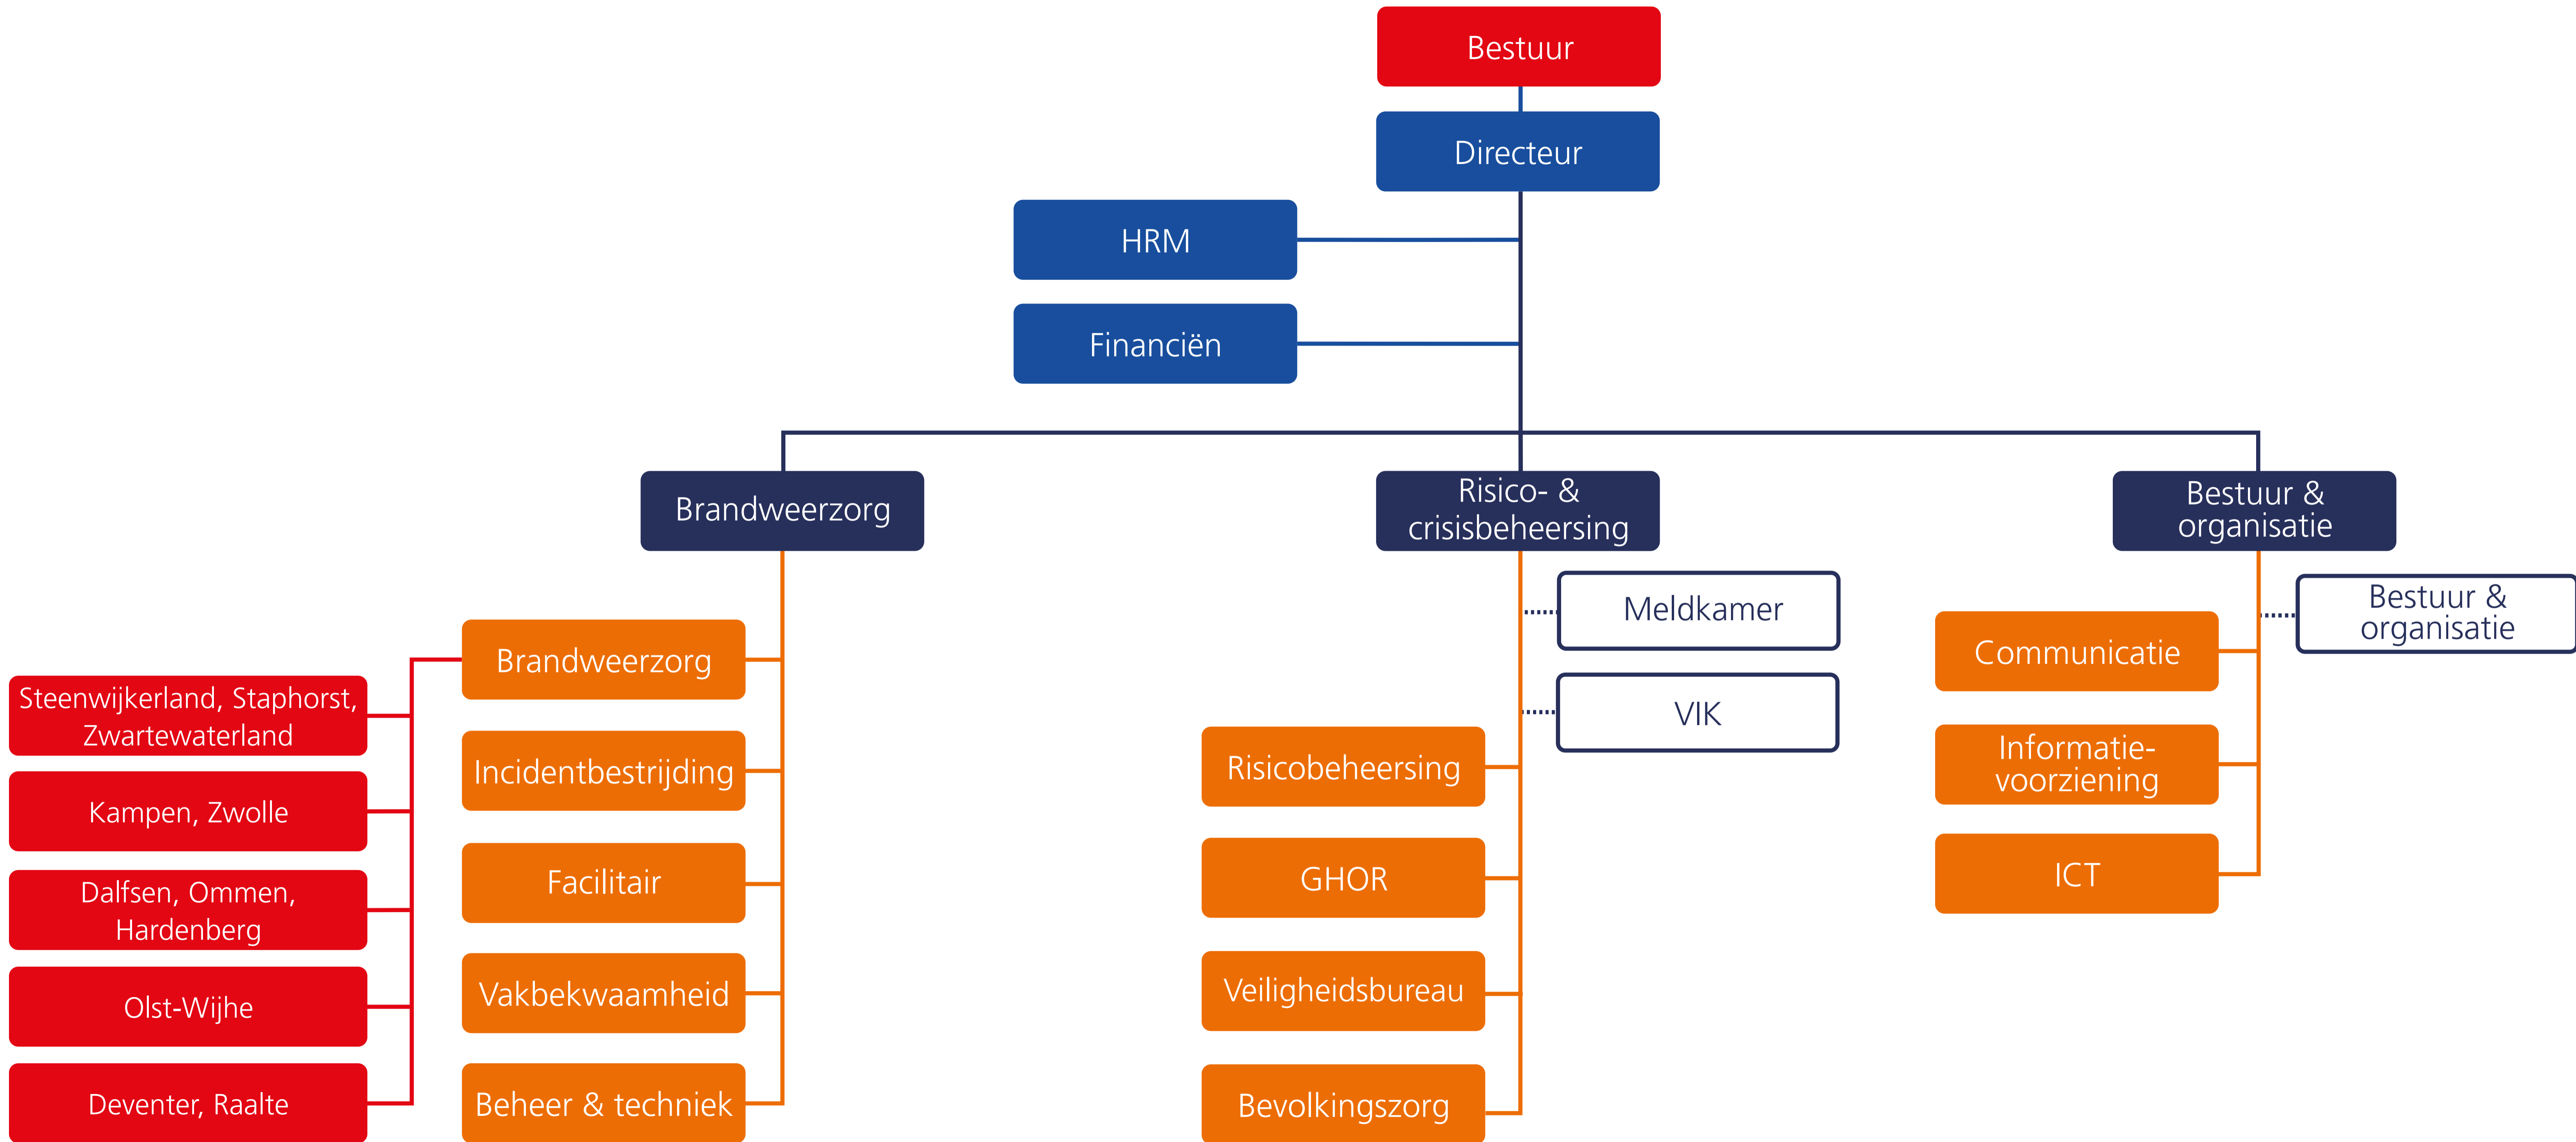 Bestuur
Directeur
HRM
Financiën
Brandweerzorg
Risico- &
crisisbeheersing
Bestuur &
organisatie
Steenwijkerland, Staphorst,
Zwartewaterland
Kampen, Zwolle
Dalfsen, Ommen,
Hardenberg
Olst-Wijhe
Deventer, Raalte
Brandweerzorg
Incidentbestrijding
Facilitair
Vakbekwaamheid
Beheer & techniek
Meldkamer
VIK
Risicobeheersing
GHOR
Veiligheidsbureau
Bevolkingszorg
Bestuur &
organisatie
Communicatie
Informatie-
voorziening
ICT